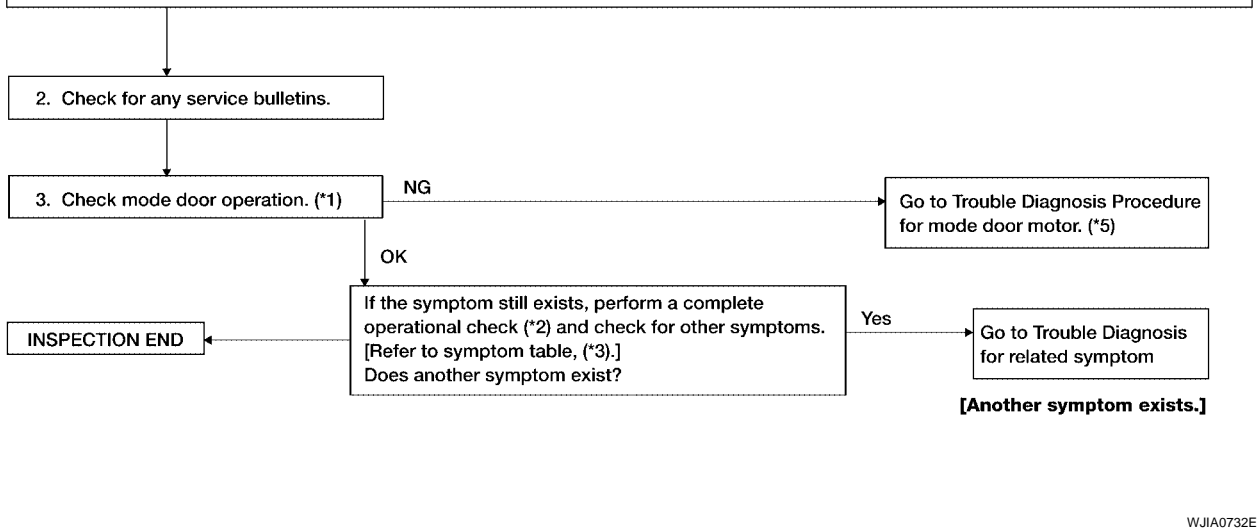 2. Check for any service bulletins.
3. Check mode door operation. (*1)
NG
Go to Trouble Diagnosis Procedure
for mode door motor. (*5)
OK
If the symptom still exists, perform a complete
operational check (*2) and check for other symptoms.
[Refer to symptom table, (*3).]
Does another symptom exist?
Yes
Go to Trouble Diagnosis
for related symptom
INSPECTION END
[Another symptom exists.]
WJIA0732E